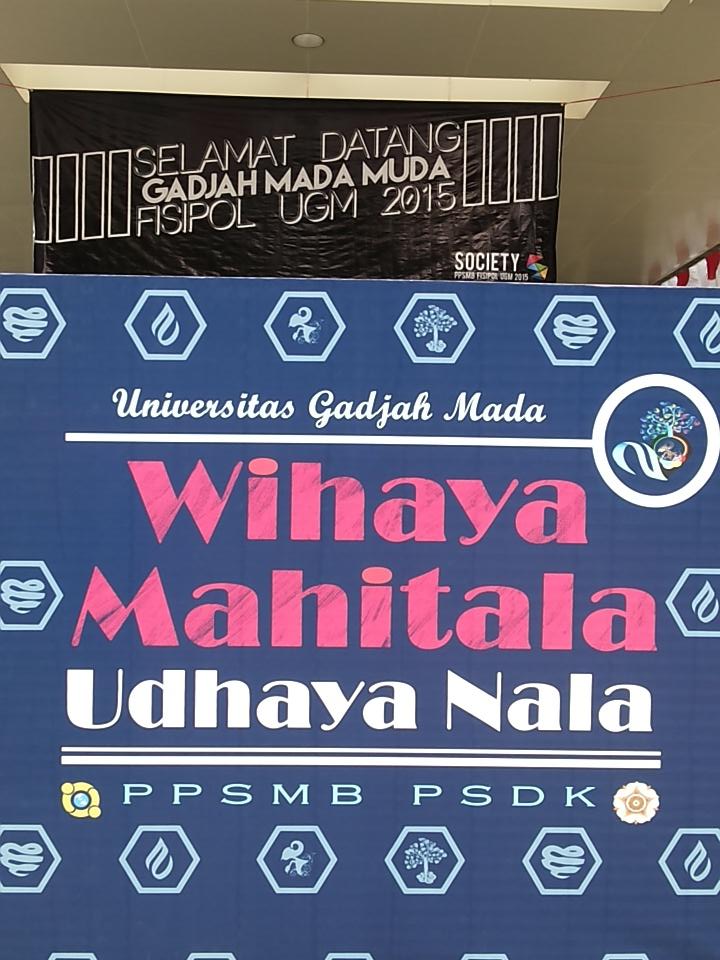 SELAMAT DATANG
GADJAH MADA MUDA
FISIPOL UGM 2015
SOCIETY
PPSMB FISIPOL UGM 2015
Universitas Gadjah Mada
Wihaya
Mahitala
Udhaya Nala
PPSMB PSDK